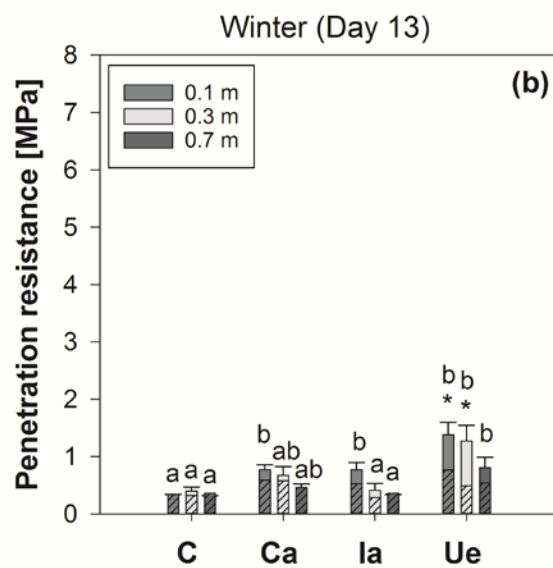 Winter (Day 13)
(b)
0.1 m
0.3 m
0.7 m
Penetration resistance [MPa]
8
7
6
5
4
3
2
1
0
a a a
b ab ab
b a a
b b b
* *
C Ca Ia Ue